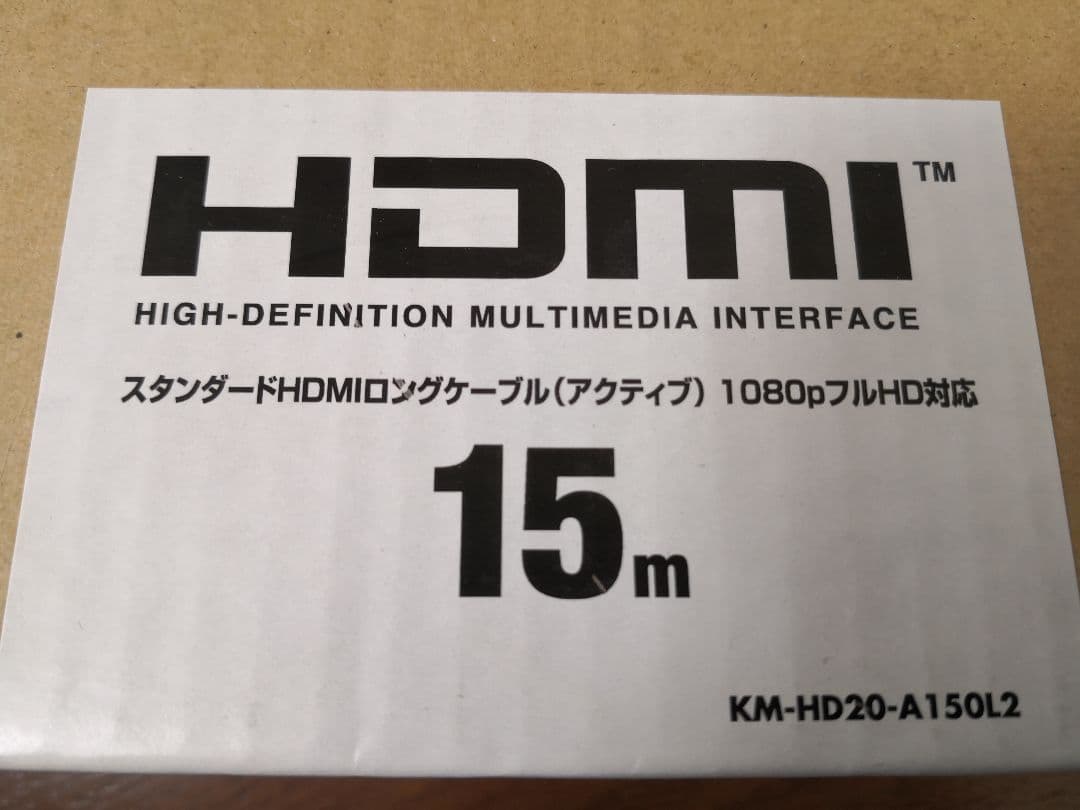 HDMI™
HIGH-DEFINITION MULTIMEDIA INTERFACE
スタンダードHDMIロングケーブル(アクティブ) 1080pフルHD対応
15m
KM-HD20-A150L2